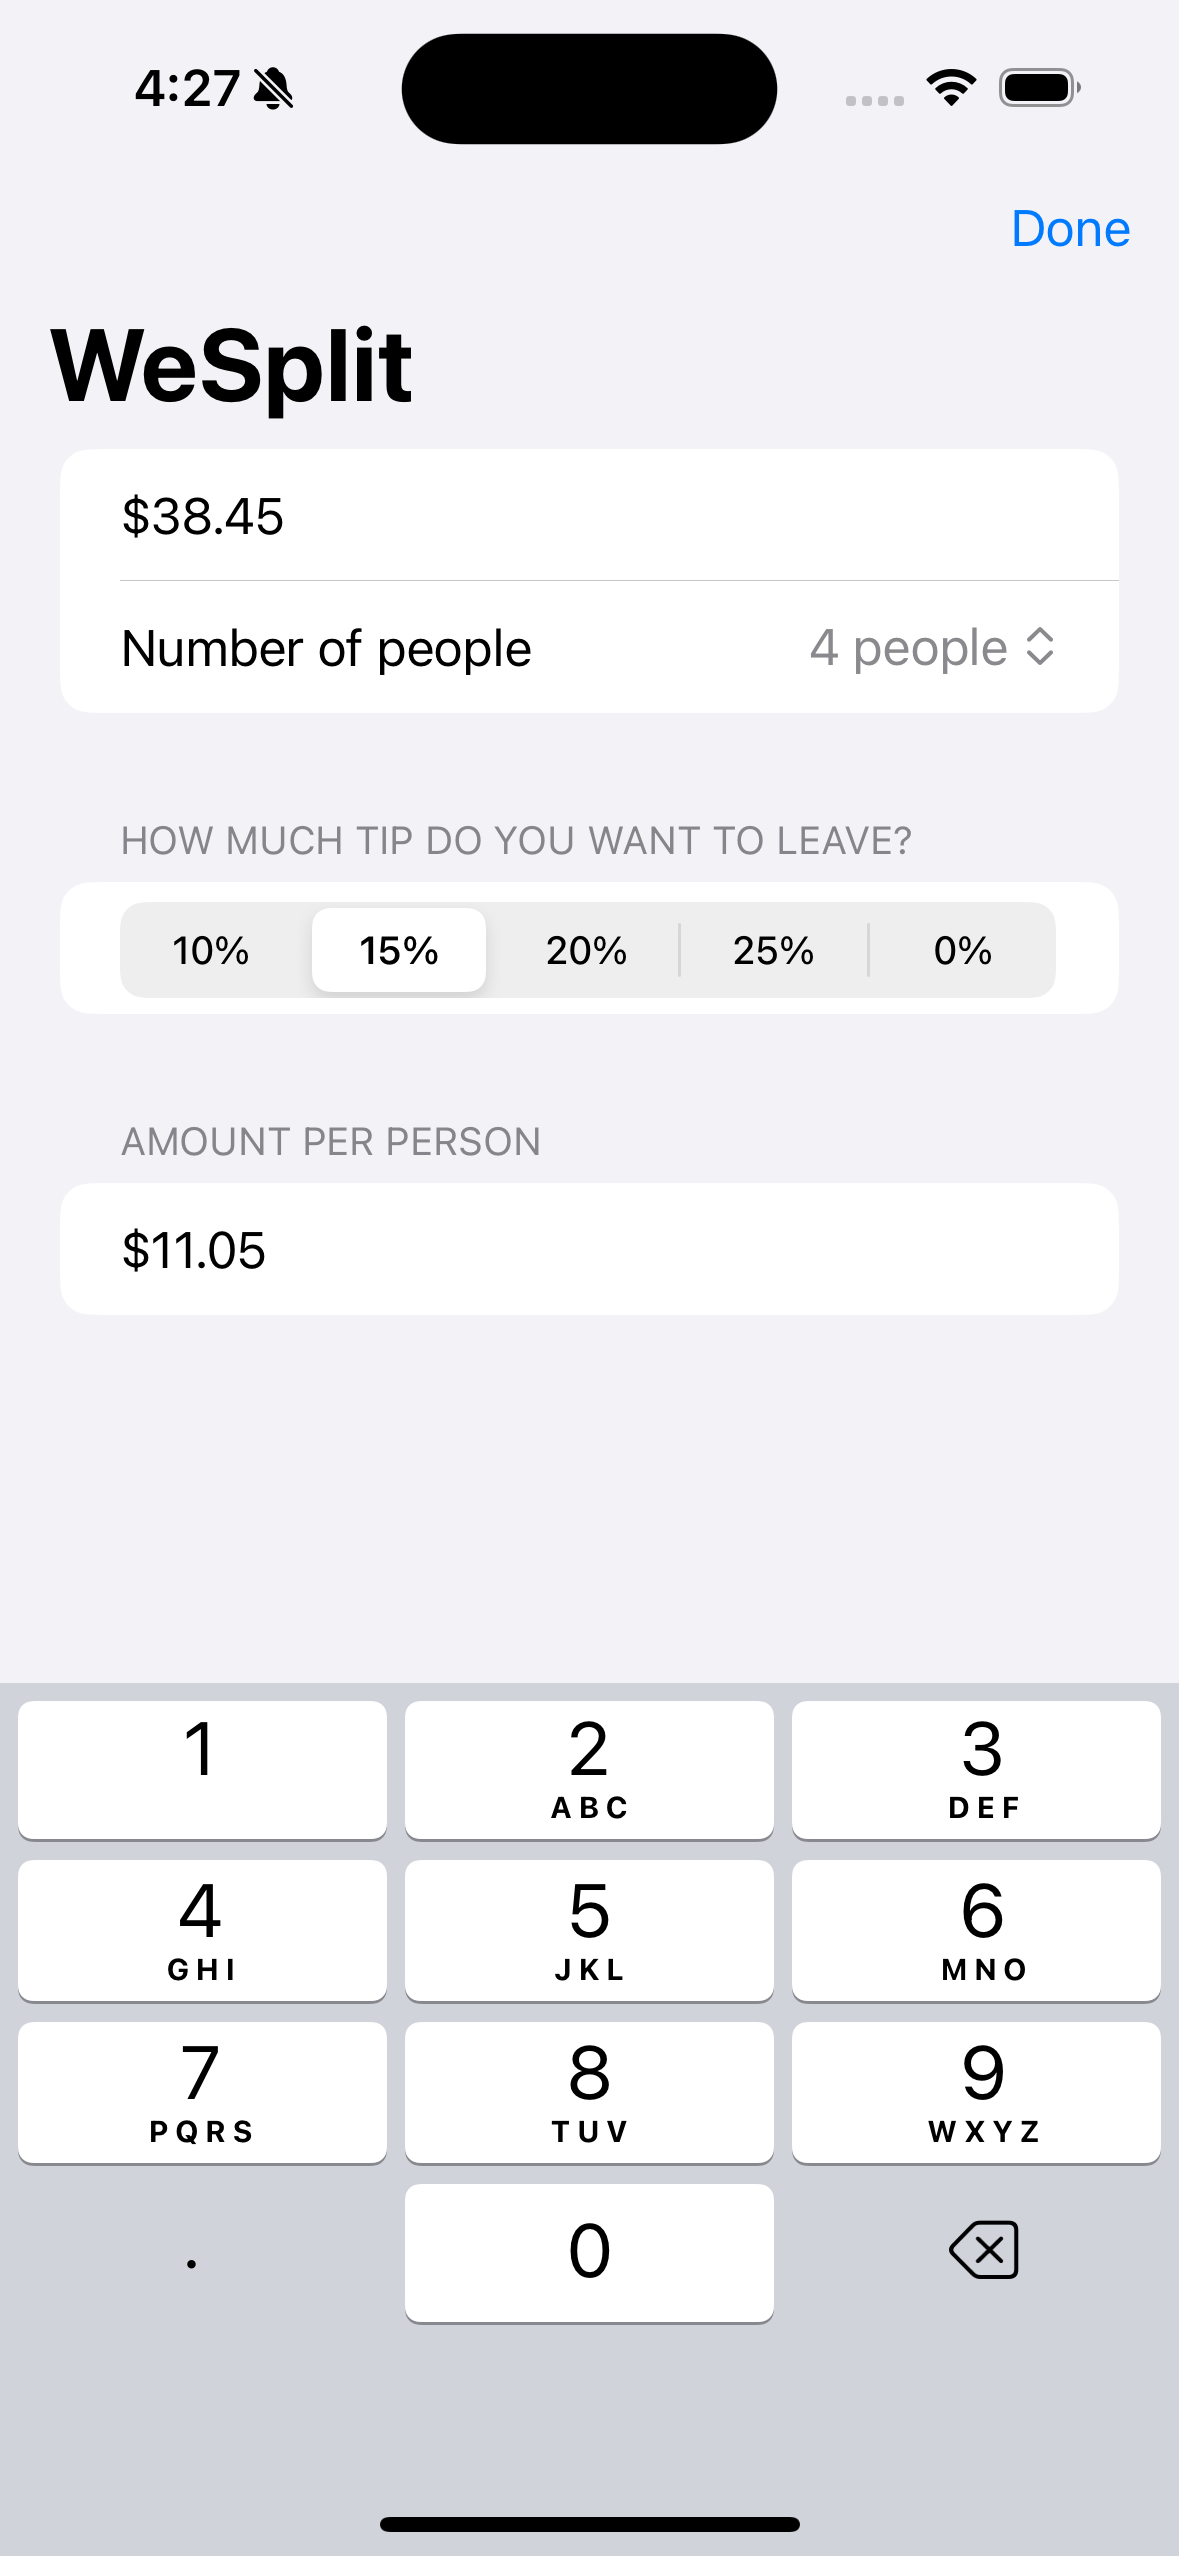 4:27
Done
WeSplit
$38.45
Number of people 4 people
HOW MUCH TIP DO YOU WANT TO LEAVE?
10% 15% 20% 25% 0%
AMOUNT PER PERSON
$11.05
1 2 3
ABC DEF
4 5 6
GHI JKL MNO
7 8 9
PQRS TUV WXYZ
. 0